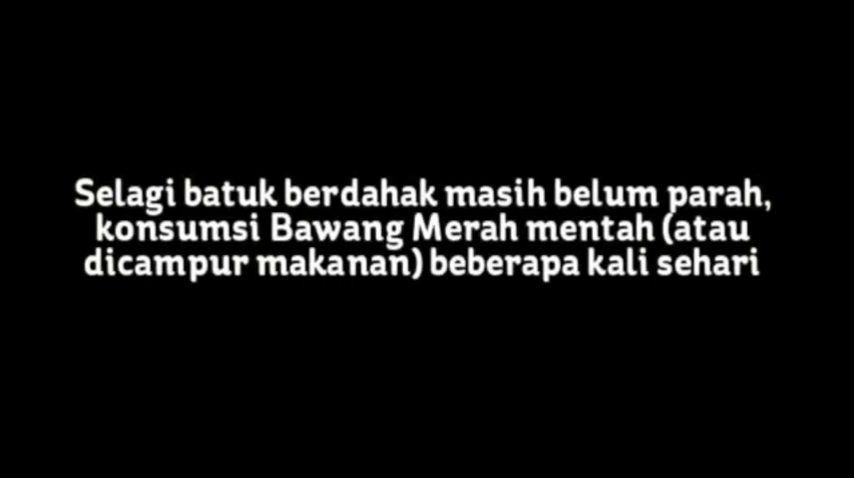 Selagi batuk berdahak masih belum parah,
konsumsi Bawang Merah mentah (atau
dicampur makanan) beberapa kali sehari